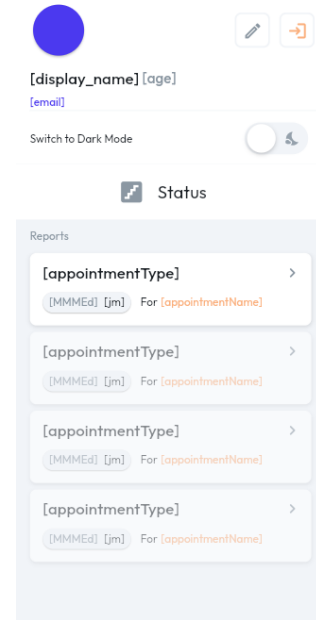 [display_name] [age]
[email]
Switch to Dark Mode
Status
Reports
[appointmentType]
[MMMEd] [jm] For [appointmentName]
[appointmentType]
[MMMEd] [jm] For [appointmentName]
[appointmentType]
[MMMEd] [jm] For [appointmentName]
[appointmentType]
[MMMEd] [jm] For [appointmentName]